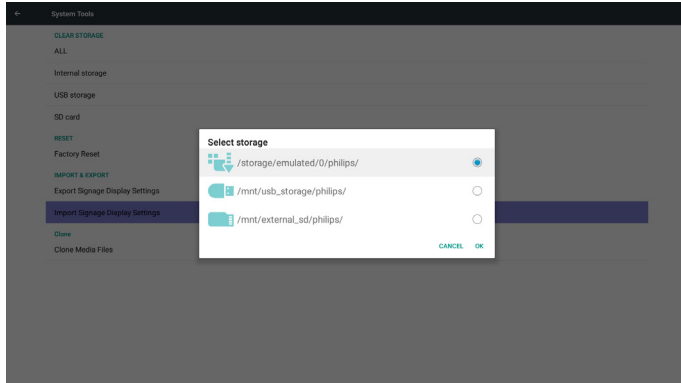 System Tools
CLEAR STORAGE
ALL
Internal storage
USB storage
SD card
RESET
Factory Reset
IMPORT & EXPORT
Export Signage Display Settings
Import Signage Display Settings
Clone
Clone Media Files
Select storage
/storage/emulated/0/philips/
/mnt/usb_storage/philips/
/mnt/external_sd/philips/
CANCEL OK